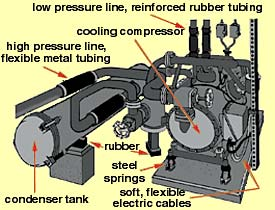 low pressure line, reinforced rubber tubing
cooling compressor
high pressure line,
flexible metal tubing
rubber
steel
springs
condenser tank
soft, flexible
electric cables